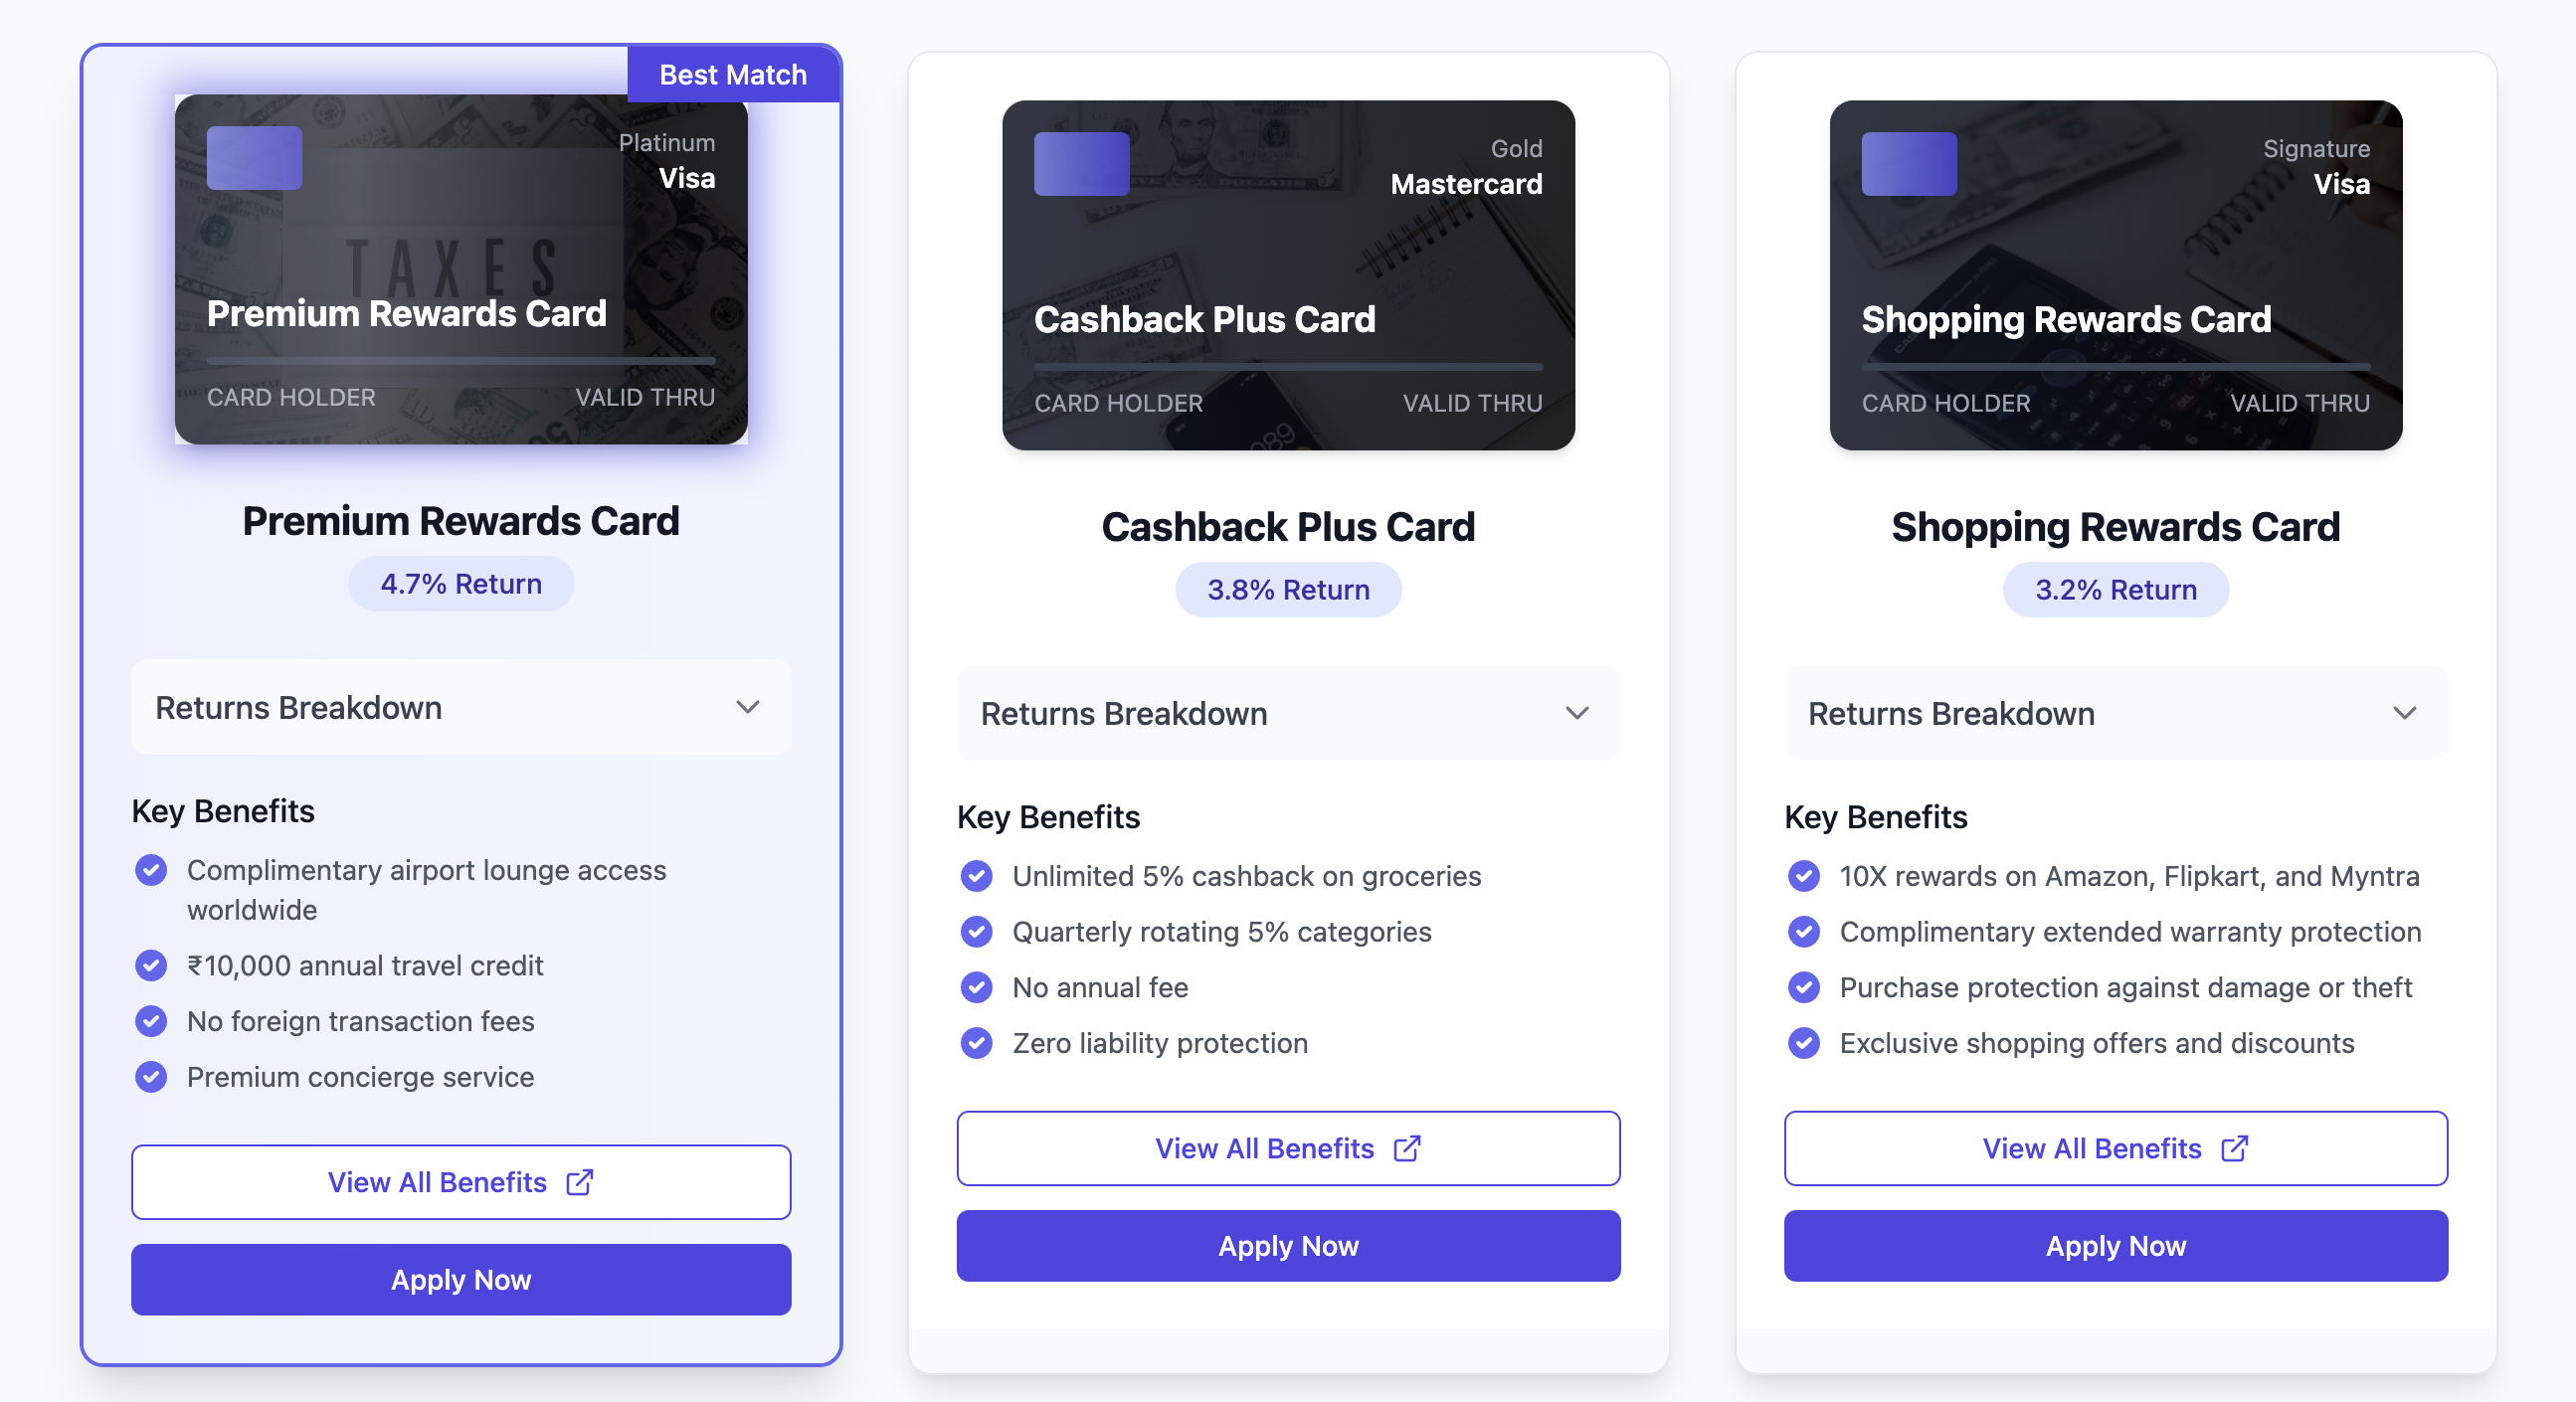 Best Match
Platinum
Visa
TAXES
Premium Rewards Card
CARD HOLDER
VALID THRU
Premium Rewards Card
4.7% Return
Returns Breakdown
Key Benefits
Complimentary airport lounge access
worldwide
₹10,000 annual travel credit
No foreign transaction fees
Premium concierge service
View All Benefits
Apply Now
Gold
Mastercard
Cashback Plus Card
CARD HOLDER
VALID THRU
Cashback Plus Card
3.8% Return
Returns Breakdown
Key Benefits
Unlimited 5% cashback on groceries
Quarterly rotating 5% categories
No annual fee
Zero liability protection
View All Benefits
Apply Now
Signature
Visa
Shopping Rewards Card
CARD HOLDER
VALID THRU
Shopping Rewards Card
3.2% Return
Returns Breakdown
Key Benefits
10X rewards on Amazon, Flipkart, and Myntra
Complimentary extended warranty protection
Purchase protection against damage or theft
Exclusive shopping offers and discounts
View All Benefits
Apply Now